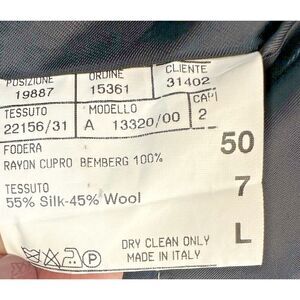 POSIZIONE ORDINE CLIENTE
19887 15361 31402
TESSUTO MODELLO CAPI
22156/31 A 13320/00 2
FODERA
RAYON CUPRO BEMBERG 100%
50
TESSUTO
55% Silk-45% Wool
7
L
DRY CLEAN ONLY
MADE IN ITALY